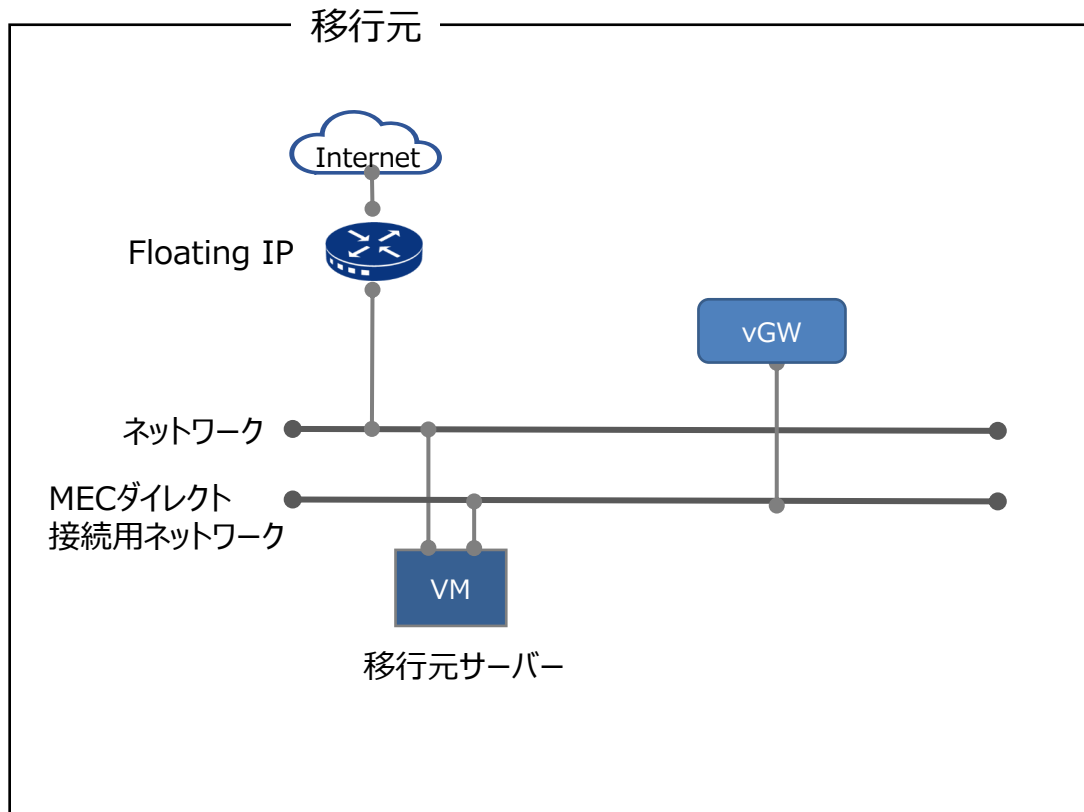 移行元
Internet
Floating IP
vGW
ネットワーク
MECダイレクト
接続用ネットワーク
VM
移行元サーバー